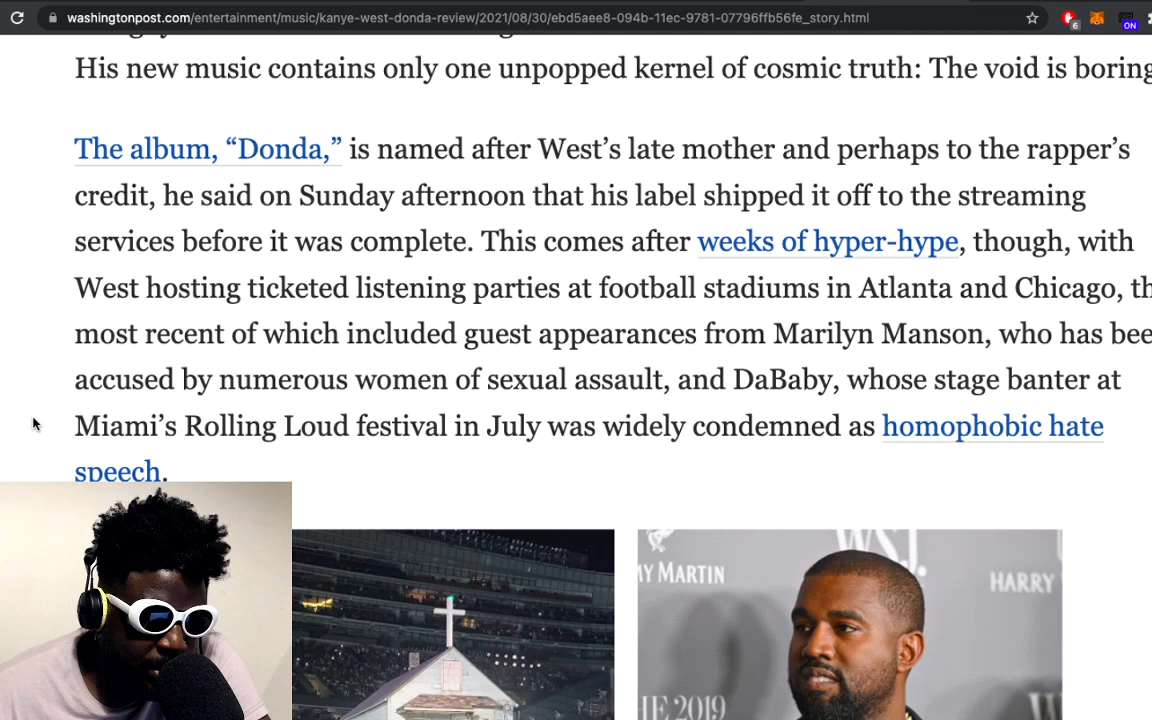 washingtonpost.com/entertainment/music/kanye-west-donda-review/2021/08/30/ebd5aee8-094b-11ec-9781-07796ffb56fe_story.html
6
ON
His new music contains only one unpopped kernel of cosmic truth: The void is boring
The album, “Donda,” is named after West’s late mother and perhaps to the rapper’s
credit, he said on Sunday afternoon that his label shipped it off to the streaming
services before it was complete. This comes after weeks of hyper-hype, though, with
West hosting ticketed listening parties at football stadiums in Atlanta and Chicago, th
most recent of which included guest appearances from Marilyn Manson, who has bee
accused by numerous women of sexual assault, and DaBaby, whose stage banter at
Miami’s Rolling Loud festival in July was widely condemned as homophobic hate
speech.
WSJ.
MY MARTIN
HARRY
HE 2019